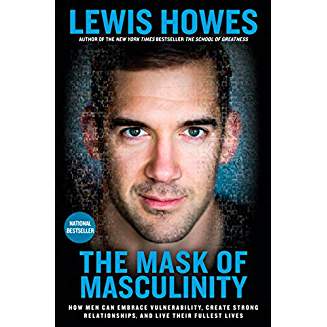 LEWIS HOWES
AUTHOR OF THE NEW YORK TIMES BESTSELLER THE SCHOOL OF GREATNESS
NATIONAL
BESTSELLER
THE MASK OF
MASCULINITY
HOW MEN CAN EMBRACE VULNERABILITY, CREATE STRONG
RELATIONSHIPS, AND LIVE THEIR FULLEST LIVES